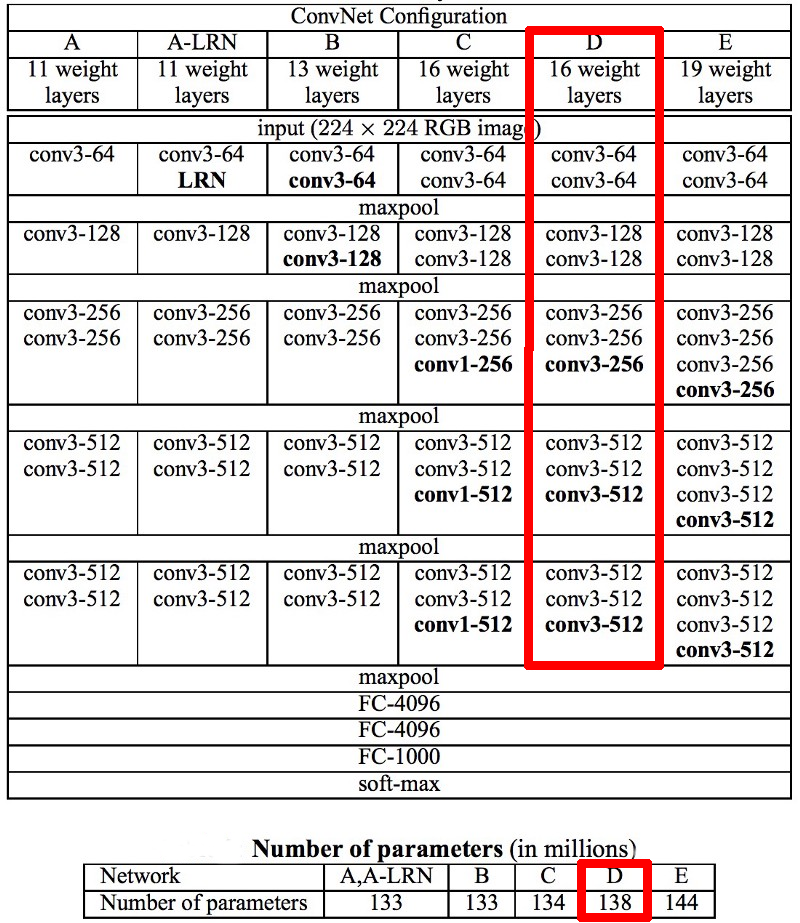 ConvNet Configuration
A A-LRN B C D E
11 weight 11 weight 13 weight 16 weight 16 weight 19 weight
layers layers layers layers layers layers
input (224 × 224 RGB image)
conv3-64 conv3-64 conv3-64 conv3-64 conv3-64 conv3-64
LRN conv3-64 conv3-64 conv3-64 conv3-64
maxpool
conv3-128 conv3-128 conv3-128 conv3-128 conv3-128 conv3-128
conv3-128 conv3-128 conv3-128 conv3-128
maxpool
conv3-256 conv3-256 conv3-256 conv3-256 conv3-256 conv3-256
conv3-256 conv3-256 conv3-256 conv3-256 conv3-256 conv3-256
conv1-256 conv3-256 conv3-256
conv3-256
maxpool
conv3-512 conv3-512 conv3-512 conv3-512 conv3-512 conv3-512
conv3-512 conv3-512 conv3-512 conv3-512 conv3-512 conv3-512
conv1-512 conv3-512 conv3-512
conv3-512
maxpool
conv3-512 conv3-512 conv3-512 conv3-512 conv3-512 conv3-512
conv3-512 conv3-512 conv3-512 conv3-512 conv3-512 conv3-512
conv1-512 conv3-512 conv3-512
conv3-512
maxpool
FC-4096
FC-4096
FC-1000
soft-max
Number of parameters (in millions)
Network A,A-LRN B C D E
Number of parameters 133 133 134 138 144